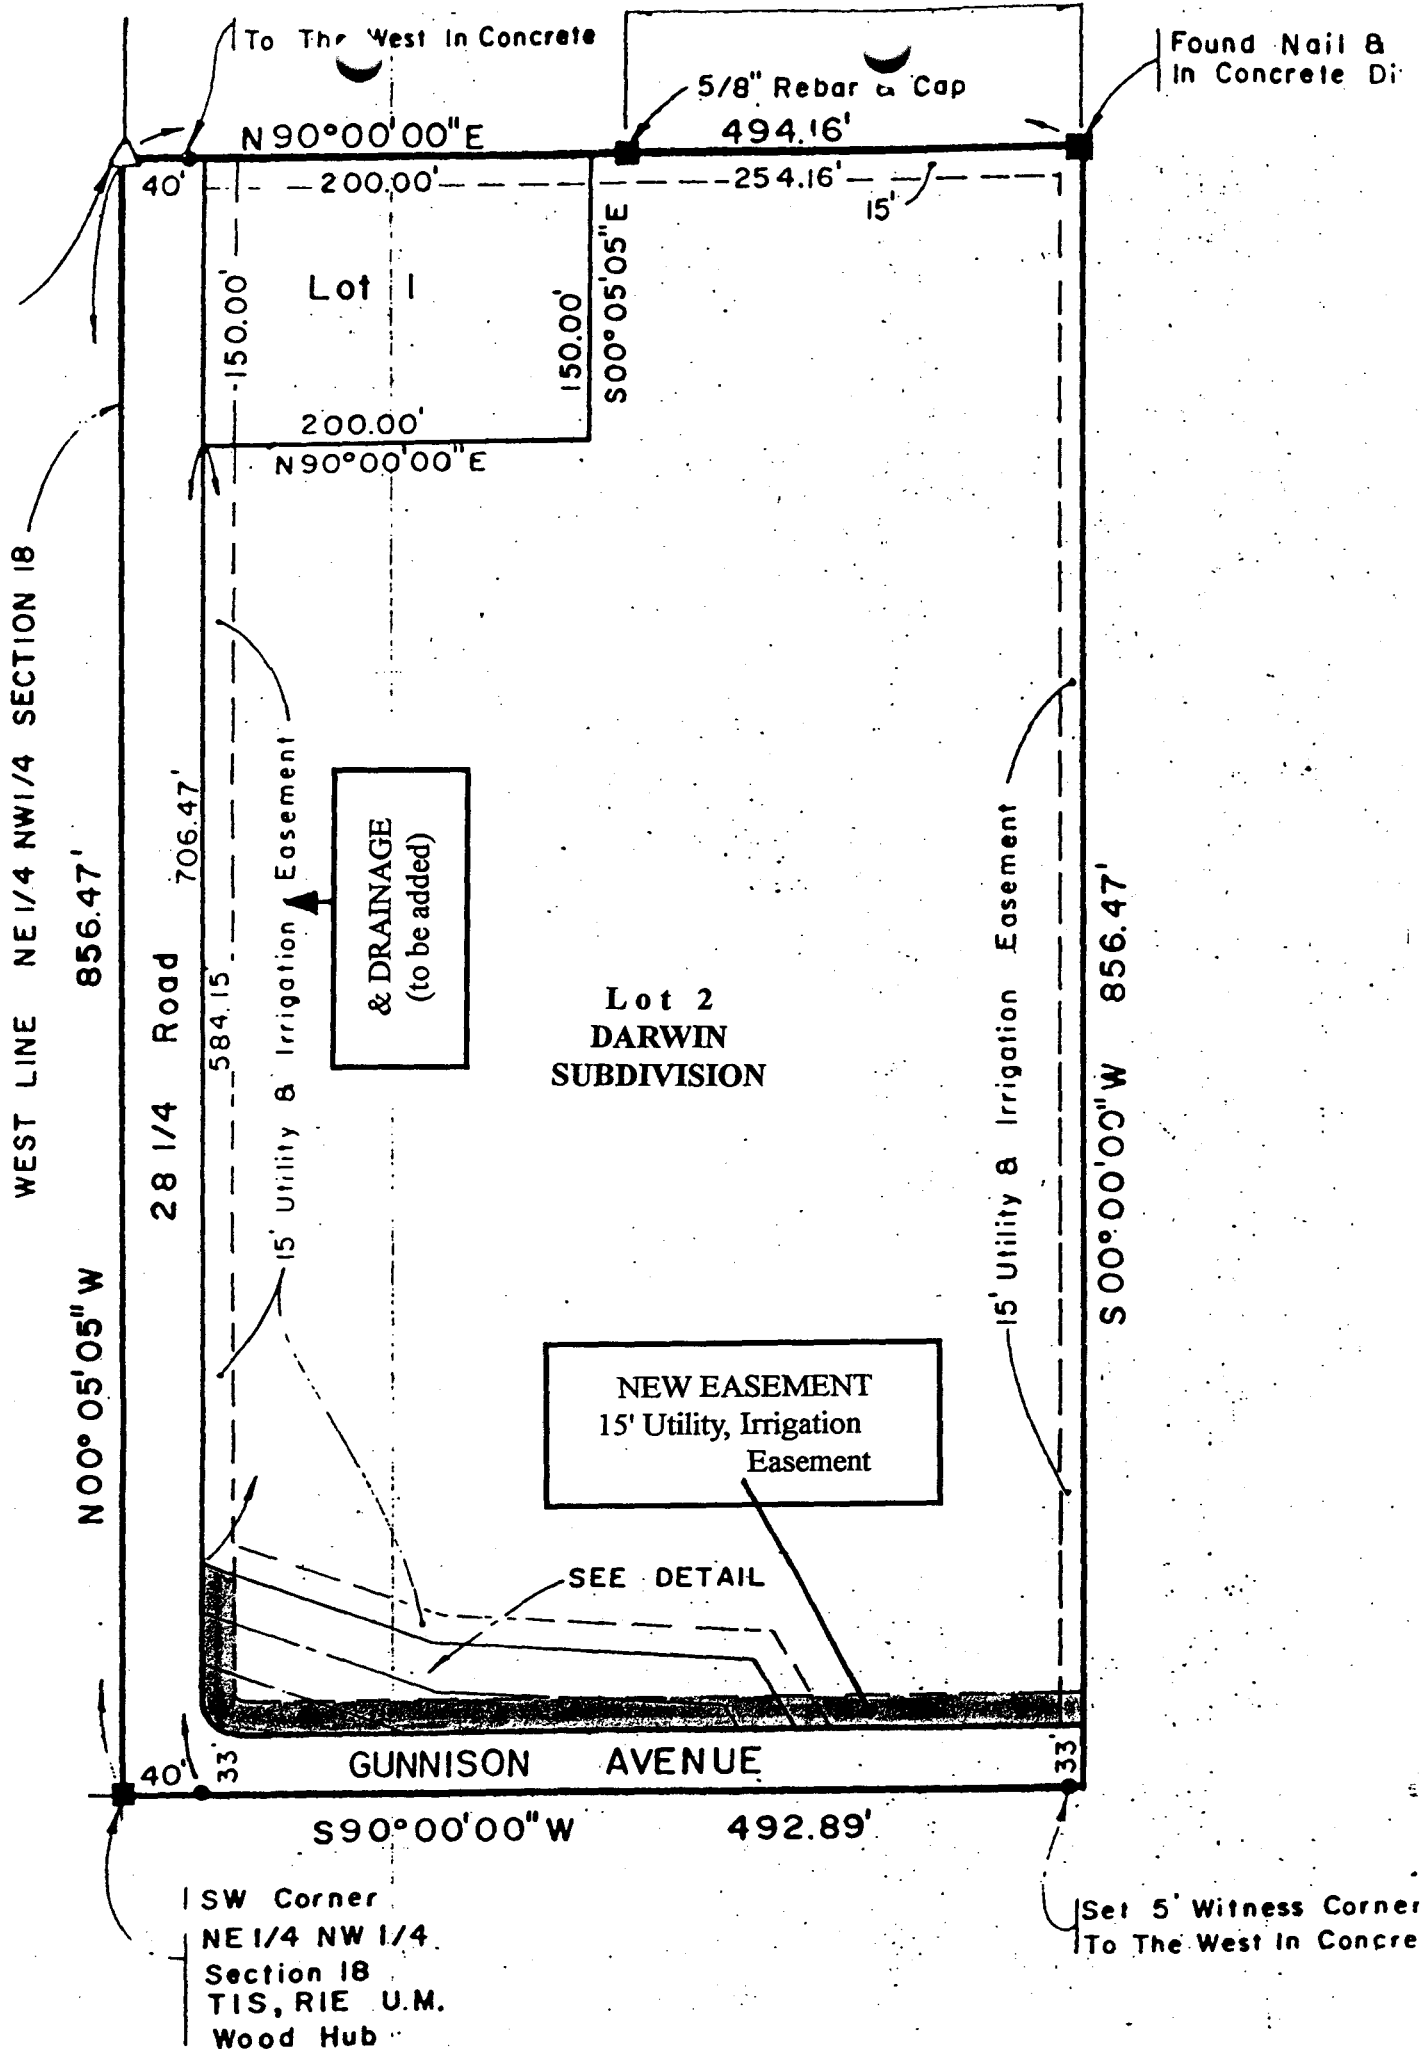 To The West In Concrete
Found Nail &
In Concrete Di
5/8" Rebar & Cap
N90°00'00"E
494.16'
40'
200.00'
254.16'
15'
Lot 1
150.00'
150.00'
S00°05'05"E
200.00'
N90°00'00"E
WEST LINE NE 1/4 NW1/4 SECTION 18
856.47'
N00°05'05"W
28 1/4 Road
706.47'
584.15'
15' Utility & Irrigation Easement
& DRAINAGE
(to be added)
Lot 2
DARWIN
SUBDIVISION
15' Utility & Irrigation Easement
856.47'
S00°00'00"W
NEW EASEMENT
15' Utility, Irrigation
Easement
SEE DETAIL
40'
33'
GUNNISON AVENUE
33'
S90°00'00"W
492.89'
SW Corner
NE1/4 NW 1/4
Section 18
T1S, R1E U.M.
Wood Hub
Set 5' Witness Corner
To The West In Concre